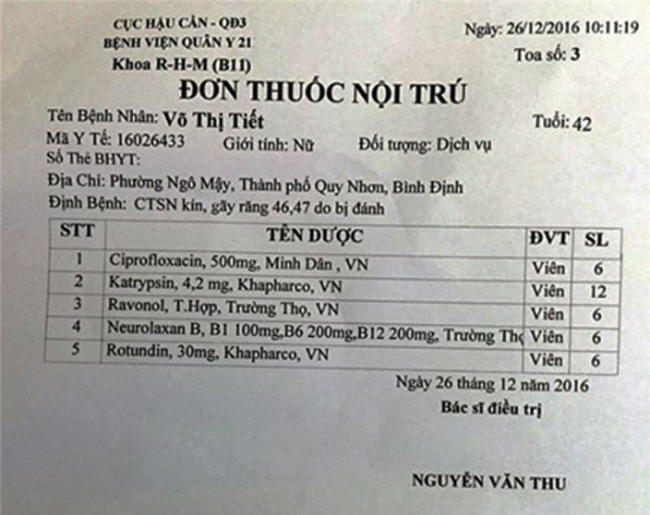 CỤC HẬU CẦN - QĐ3
BỆNH VIỆN QUÂN Y 21
Khoa R-H-M (B11)
Ngày: 26/12/2016 10:11:19
Toa số: 3
ĐƠN THUỐC NỘI TRÚ
Tên Bệnh Nhân: Võ Thị Tiết Tuổi: 42
Mã Y Tế: 16026433 Giới tính: Nữ Đối tượng: Dịch vụ
Số Thẻ BHYT:
Địa Chỉ: Phường Ngô Mậy, Thành phố Quy Nhơn, Bình Định
Định Bệnh: CTSN kín, gãy răng 46,47 do bị đánh
STT TÊN DƯỢC ĐVT SL
1 Ciprofloxacin, 500mg, Minh Dân , VN Viên 6
2 Katrypsin, 4,2 mg, Khapharco, VN Viên 12
3 Ravonol, T.Hợp, Trường Thọ, VN Viên 6
4 Neurolaxan B, B1 100mg,B6 200mg,B12 200mg, Trường Thọ Viên 6
5 Rotundin, 30mg, Khapharco, VN Viên 6
Ngày 26 tháng 12 năm 2016
Bác sĩ điều trị
NGUYỄN VĂN THU